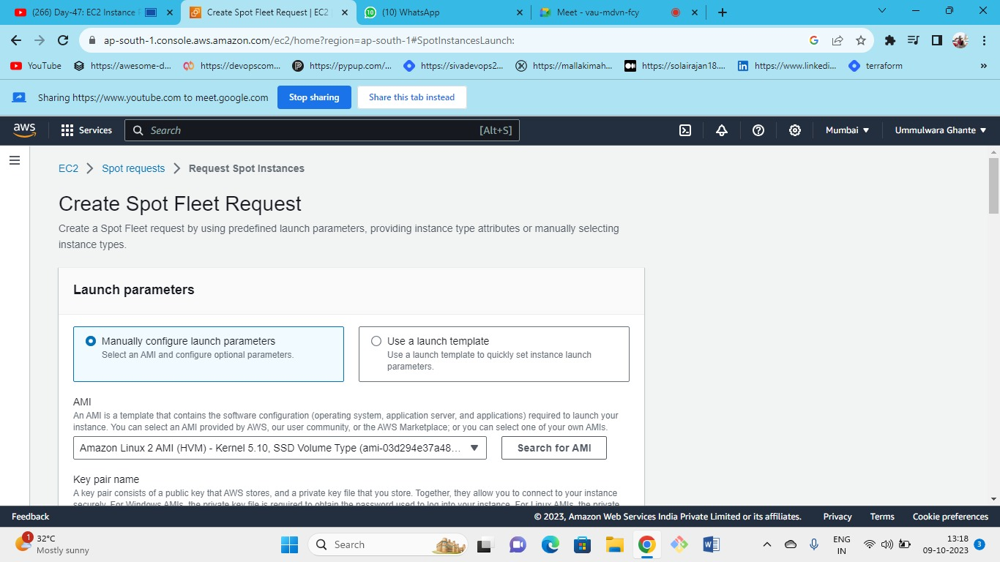 (266) Day-47: EC2 Instance P
Create Spot Fleet Request | EC2
(10) WhatsApp
Meet - vau-mdvn-fcy
ap-south-1.console.aws.amazon.com/ec2/home?region=ap-south-1#SpotInstancesLaunch:
YouTube https://awesome-d... https://devopscom... https://pypup.com/... https://sivadevops2... https://mallakimah... https://solairajan18.... https://www.linkedi... terraform »
Sharing https://www.youtube.com to meet.google.com Stop sharing Share this tab instead
aws Services Search [Alt+S] Mumbai Ummulwara Ghante
EC2 > Spot requests > Request Spot Instances
Create Spot Fleet Request
Create a Spot Fleet request by using predefined launch parameters, providing instance type attributes or manually selecting
instance types.
Launch parameters
Manually configure launch parameters
Select an AMI and configure optional parameters.
Use a launch template
Use a launch template to quickly set instance launch
parameters.
AMI
An AMI is a template that contains the software configuration (operating system, application server, and applications) required to launch your
instance. You can select an AMI provided by AWS, our user community, or the AWS Marketplace; or you can select one of your own AMIs.
Amazon Linux 2 AMI (HVM) - Kernel 5.10, SSD Volume Type (ami-03d294e37a48... Search for AMI
Key pair name
A key pair consists of a public key that AWS stores, and a private key file that you store. Together, they allow you to connect to your instance
securely. For Windows AMIs, the private key file is required to obtain the password used to log into your instance. For Linux AMIs, the private
Feedback © 2023, Amazon Web Services India Private Limited or its affiliates. Privacy Terms Cookie preferences
1 32°C
Mostly sunny
Search
ENG
IN
13:18
09-10-2023
3